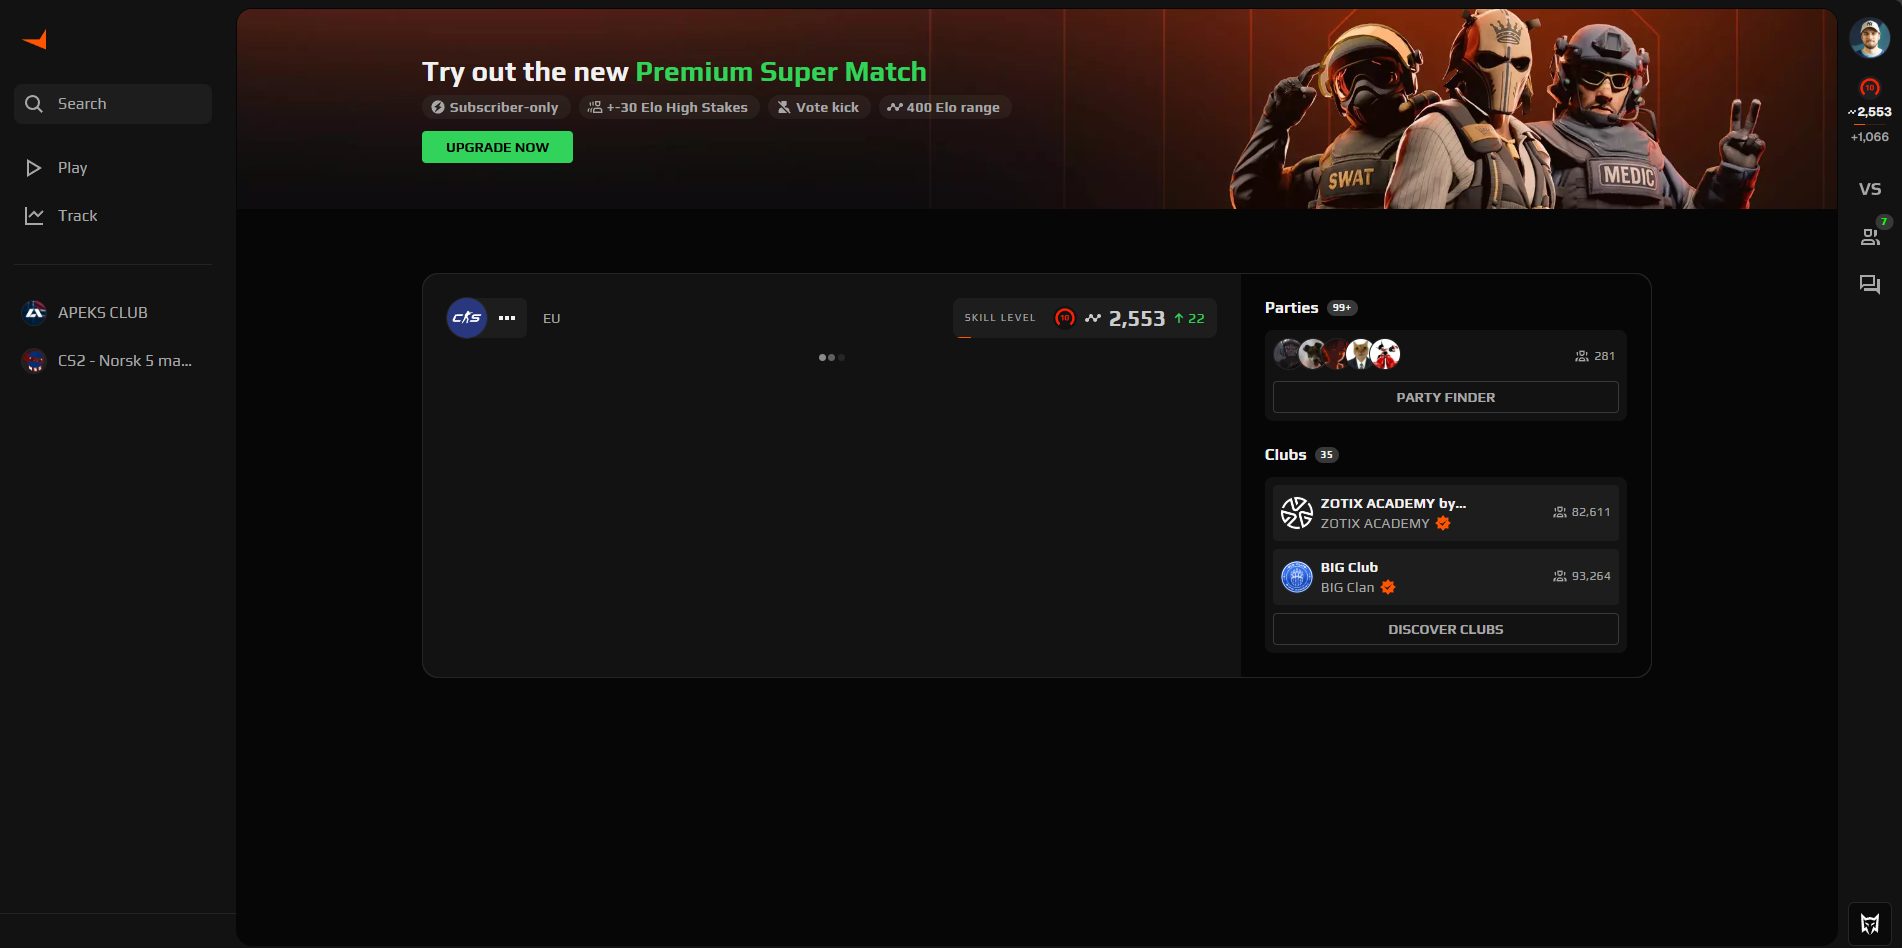 Search
Play
Track
APEKS CLUB
CS2 - Norsk 5 ma...
Try out the new Premium Super Match
Subscriber-only
+-30 Elo High Stakes
Vote kick
400 Elo range
UPGRADE NOW
SWAT
MEDIC
CS
EU
SKILL LEVEL
10
2,553
22
Parties 99+
281
PARTY FINDER
Clubs 35
ZOTIX ACADEMY by...
ZOTIX ACADEMY
82,611
BIG Club
BIG Clan
93,264
DISCOVER CLUBS
10
2,553
+1,066
VS
7